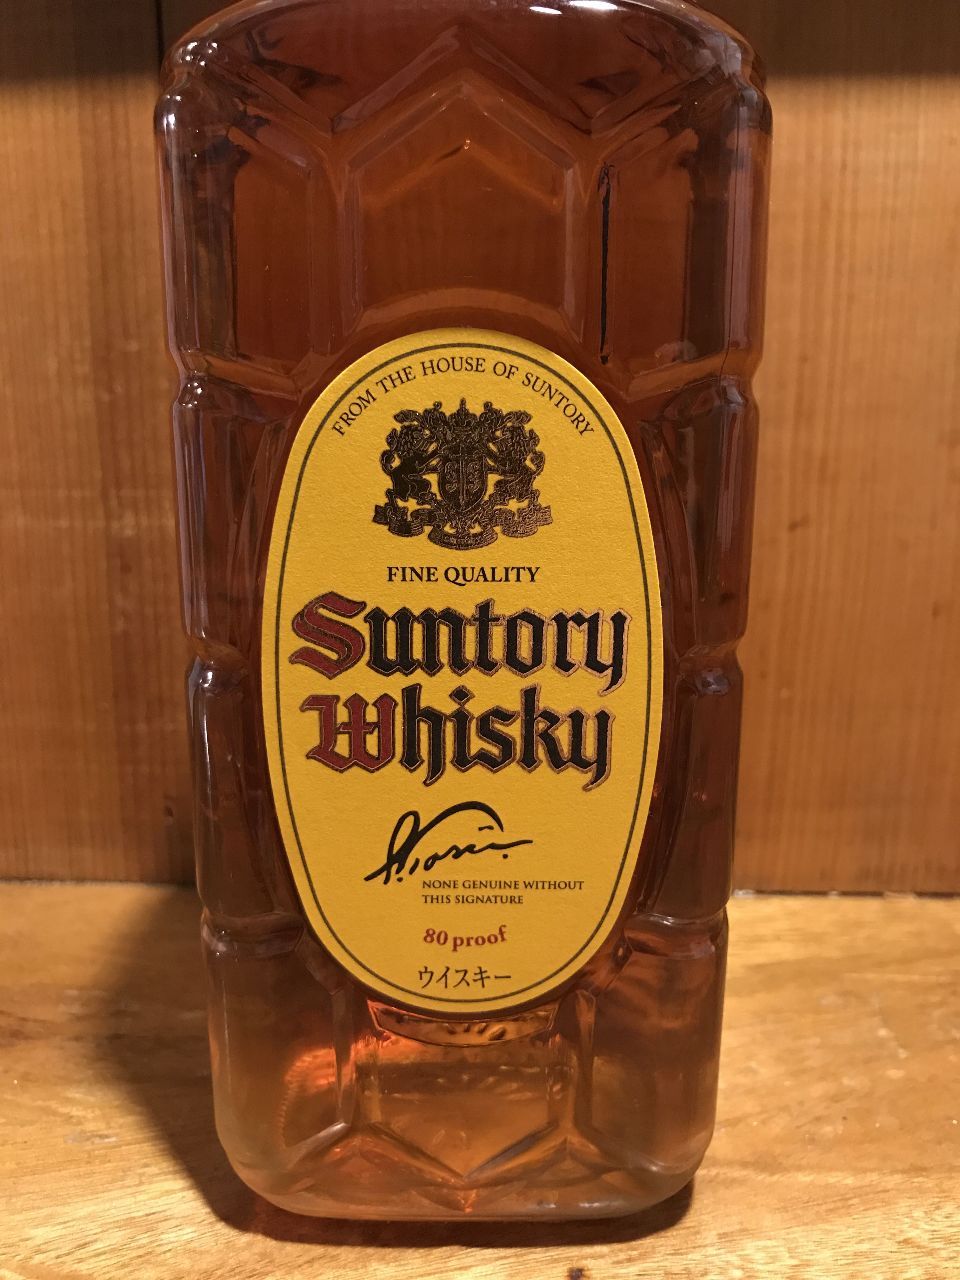 FROM THE HOUSE OF SUNTORY
FINE QUALITY
Suntory
Whisky
NONE GENUINE WITHOUT
THIS SIGNATURE
80 proof
ウイスキー